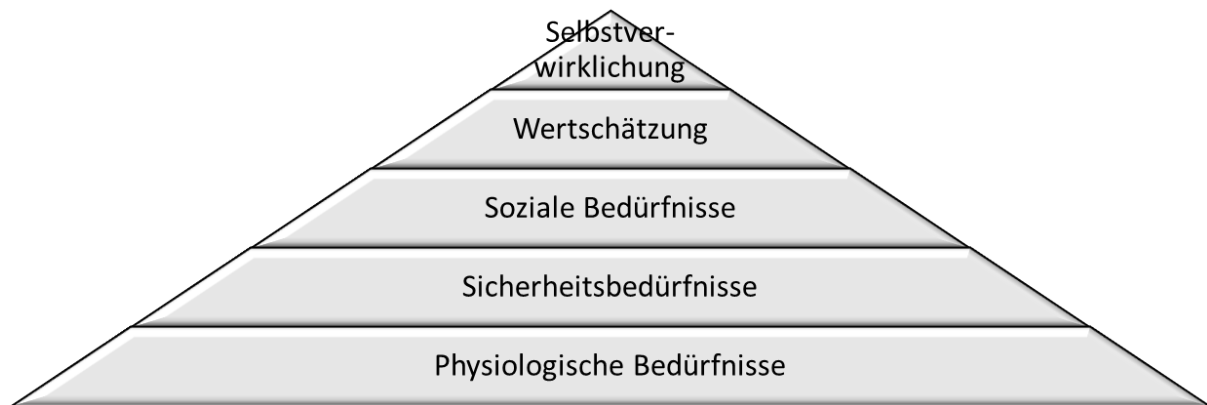 Selbstver-
wirklichung
Wertschätzung
Soziale Bedürfnisse
Sicherheitsbedürfnisse
Physiologische Bedürfnisse